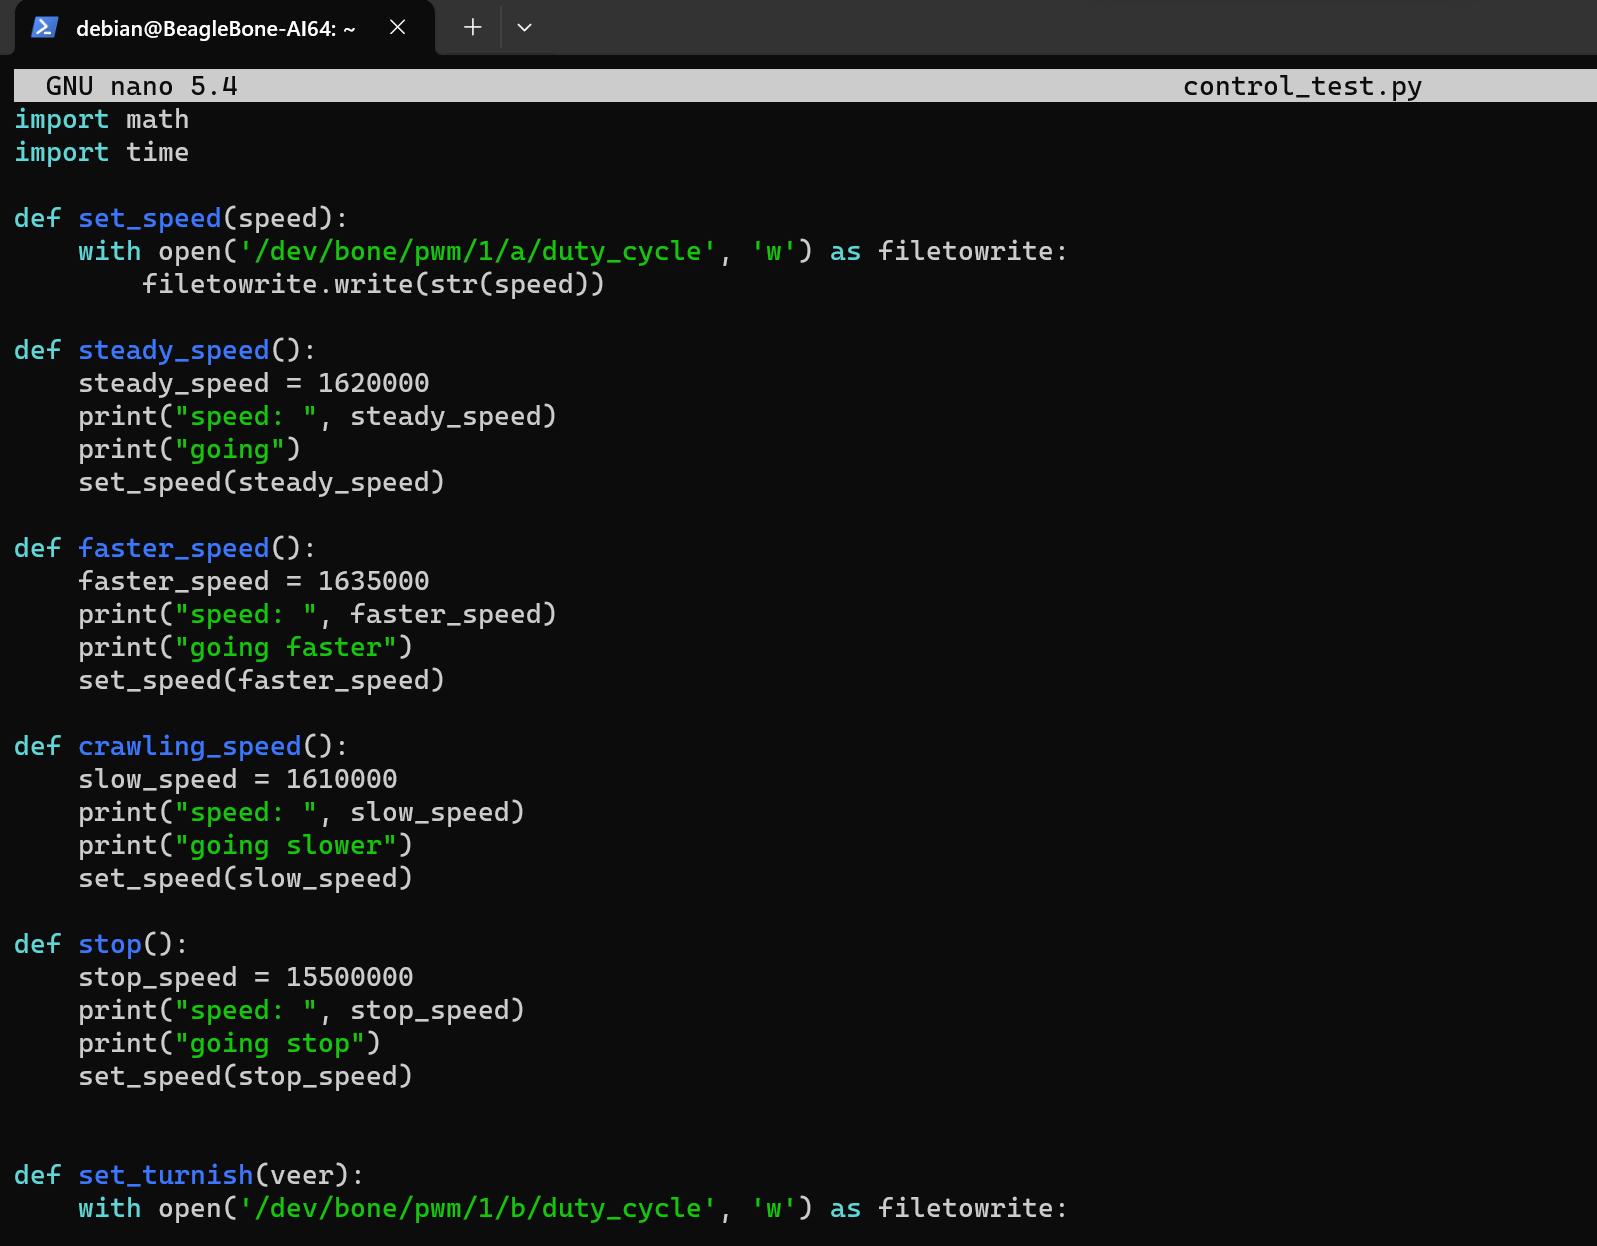 debian@BeagleBone-AI64: ~
GNU nano 5.4 control_test.py
import math
import time
def set_speed(speed):
    with open('/dev/bone/pwm/1/a/duty_cycle', 'w') as filetowrite:
        filetowrite.write(str(speed))
def steady_speed():
    steady_speed = 1620000
    print("speed: ", steady_speed)
    print("going")
    set_speed(steady_speed)
def faster_speed():
    faster_speed = 1635000
    print("speed: ", faster_speed)
    print("going faster")
    set_speed(faster_speed)
def crawling_speed():
    slow_speed = 1610000
    print("speed: ", slow_speed)
    print("going slower")
    set_speed(slow_speed)
def stop():
    stop_speed = 15500000
    print("speed: ", stop_speed)
    print("going stop")
    set_speed(stop_speed)
def set_turnish(veer):
    with open('/dev/bone/pwm/1/b/duty_cycle', 'w') as filetowrite: